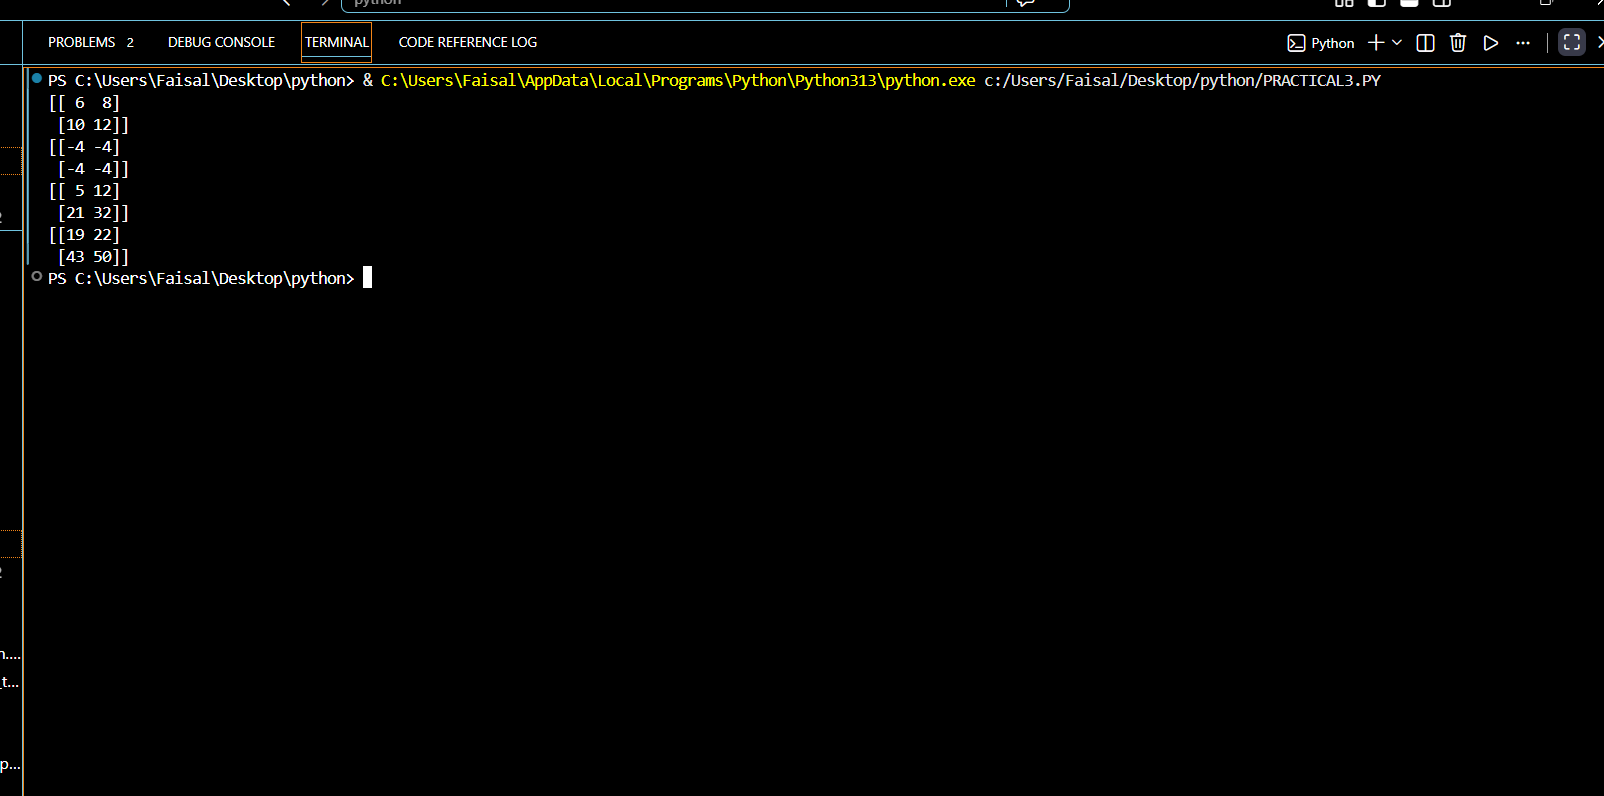 python
PROBLEMS 2 DEBUG CONSOLE TERMINAL CODE REFERENCE LOG Python
PS C:\Users\Faisal\Desktop\python> & C:\Users\Faisal\AppData\Local\Programs\Python\Python313\python.exe c:/Users/Faisal/Desktop/python/PRACTICAL3.PY
[[ 6  8]
 [10 12]]
[[-4 -4]
 [-4 -4]]
[[ 5 12]
 [21 32]]
[[19 22]
 [43 50]]
PS C:\Users\Faisal\Desktop\python>